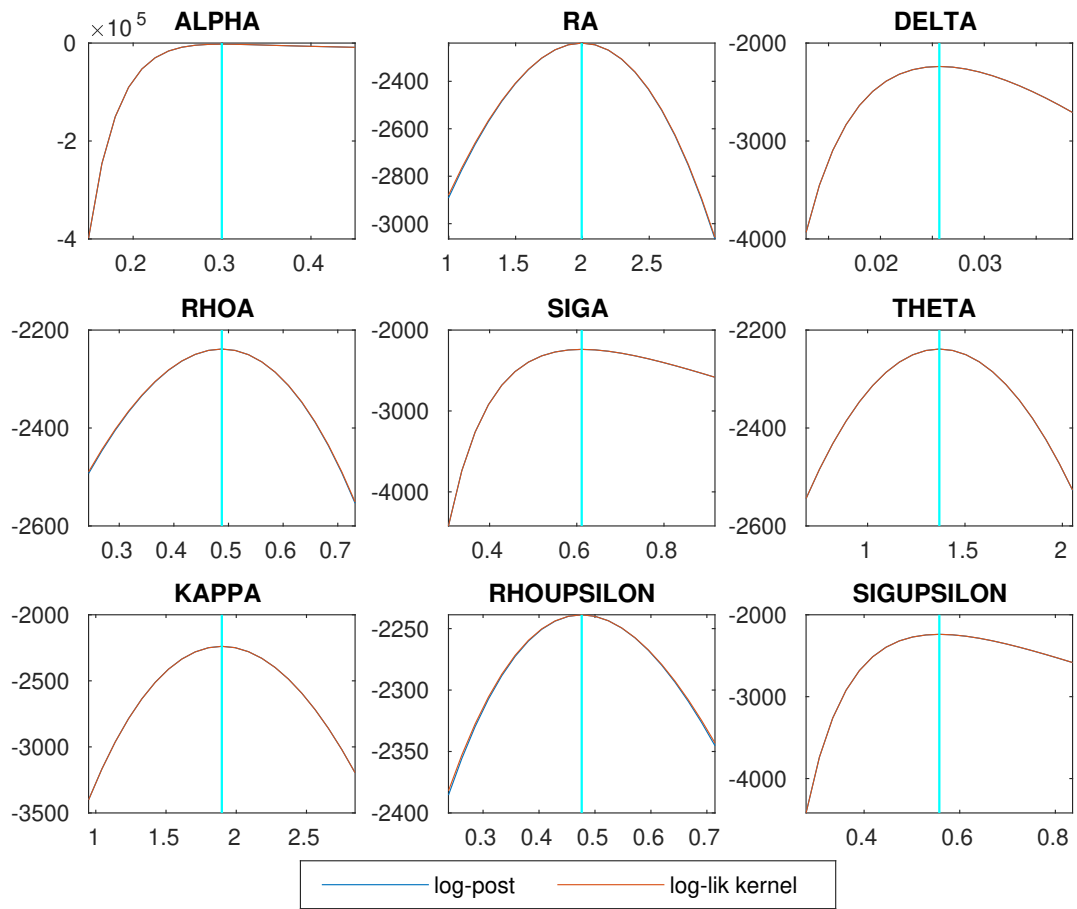 ALPHA
×10^5
0
-2
-4
0.2 0.3 0.4
RA
-2400
-2600
-2800
-3000
1 1.5 2 2.5
DELTA
-2000
-3000
-4000
0.02 0.03
RHOA
-2200
-2400
-2600
0.3 0.4 0.5 0.6 0.7
SIGA
-2000
-3000
-4000
0.4 0.6 0.8
THETA
-2200
-2400
-2600
1 1.5 2
KAPPA
-2000
-2500
-3000
-3500
1 1.5 2 2.5
RHOUPSILON
-2250
-2300
-2350
-2400
0.3 0.4 0.5 0.6 0.7
SIGUPSILON
-2000
-3000
-4000
0.4 0.6 0.8
log-post log-lik kernel